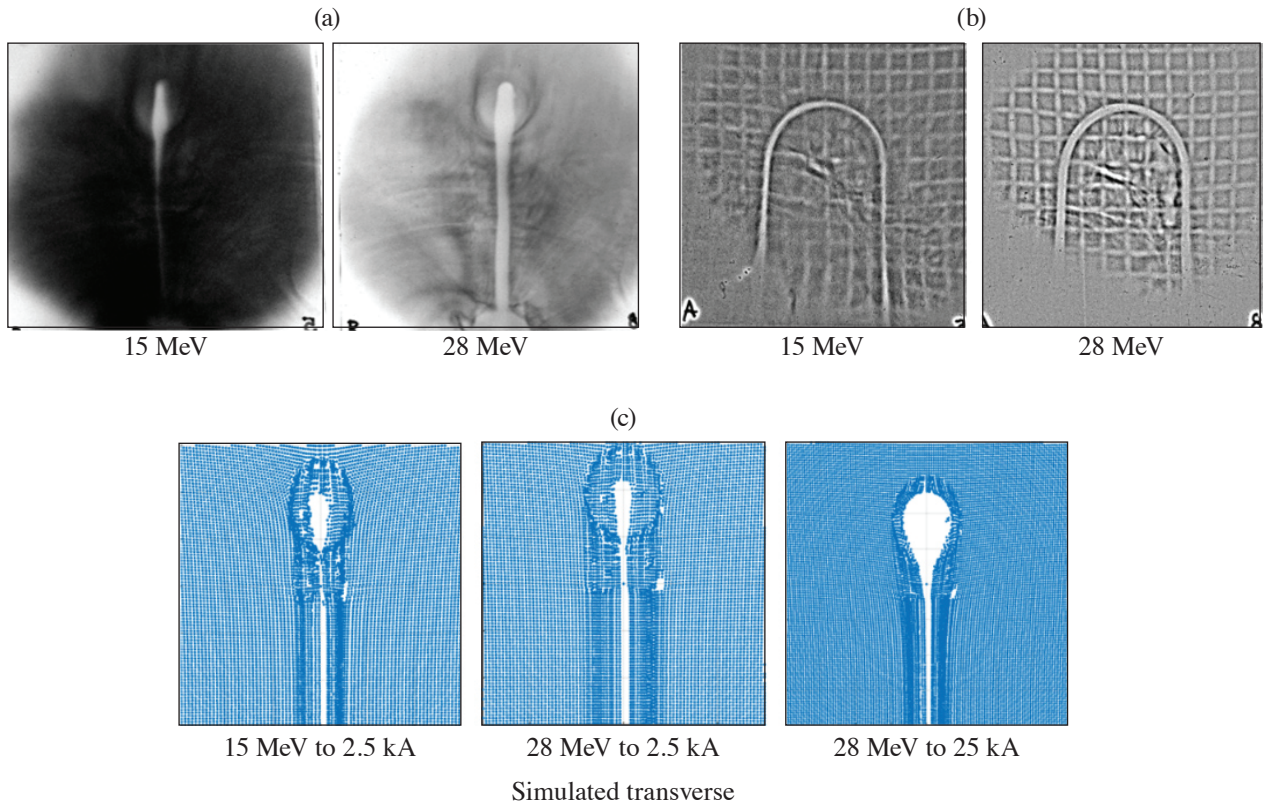 (a)
(b)
15 MeV
28 MeV
A
15 MeV
28 MeV
(c)
15 MeV to 2.5 kA
28 MeV to 2.5 kA
28 MeV to 25 kA
Simulated transverse